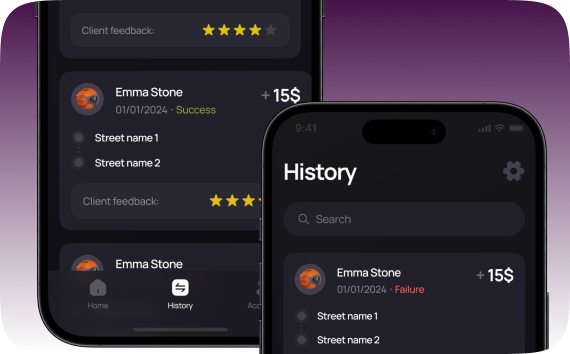 Client feedback:
Emma Stone
+ 15$
01/01/2024 · Success
Street name 1
Street name 2
Client feedback:
Emma Stone
Home
History
9:41
History
Search
Emma Stone
+ 15$
01/01/2024 · Failure
Street name 1
Street name 2